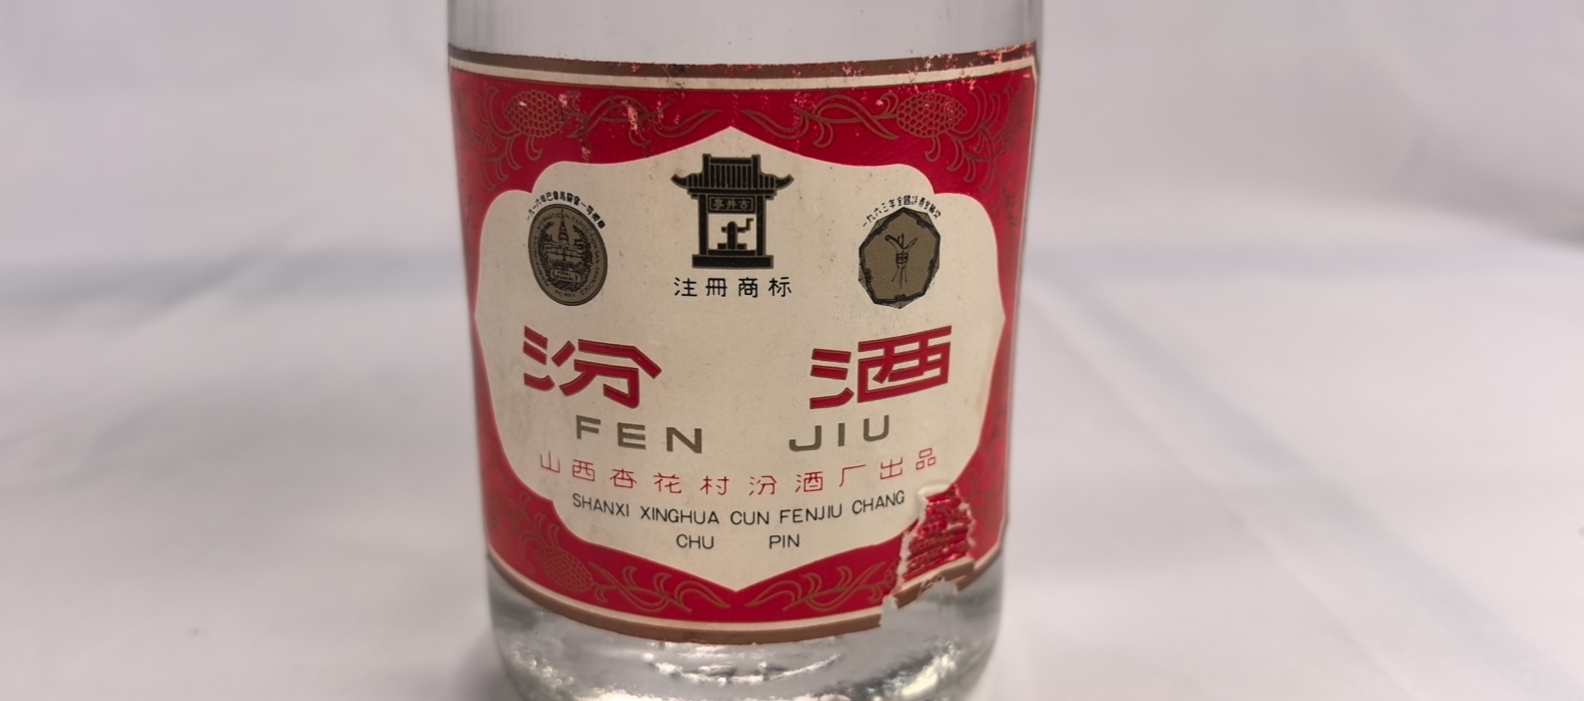 古井亭
注冊商标
汾酒
FEN JIU
山西杏花村汾酒厂出品
SHANXI XINGHUA CUN FENJIU CHANG
CHU PIN